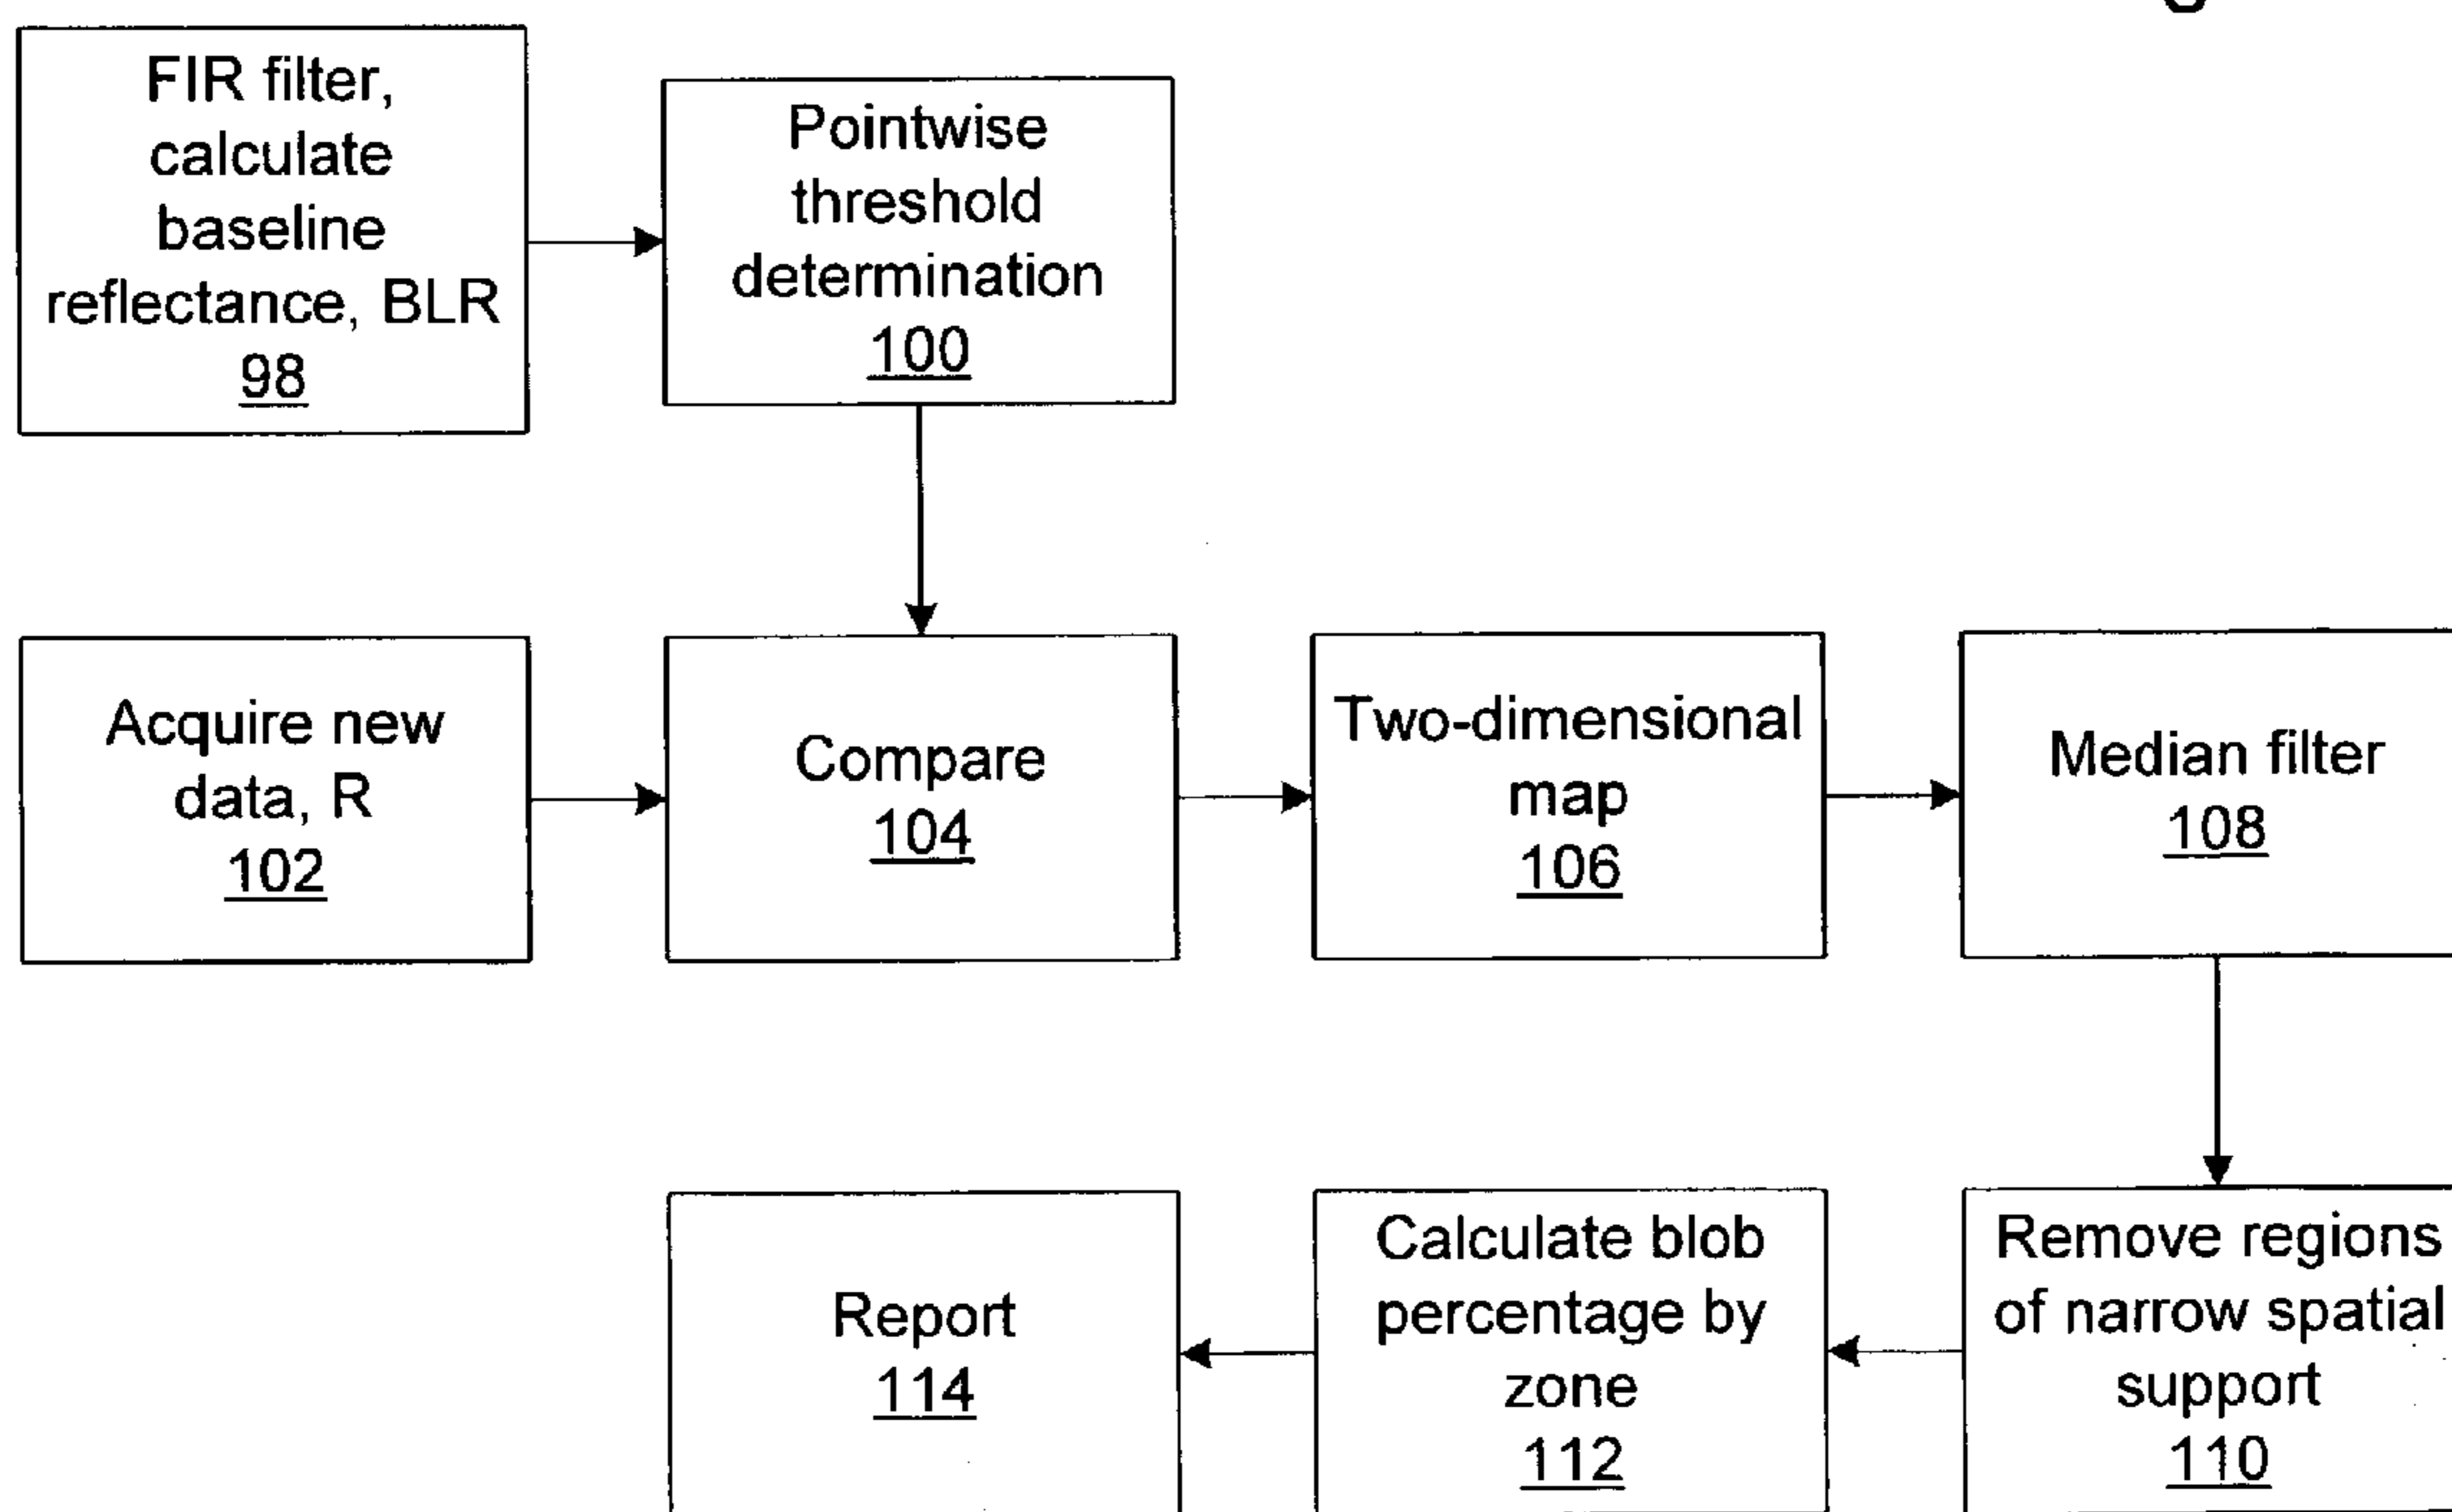 FIR filter,
calculate
baseline
reflectance, BLR
98
Pointwise
threshold
determination
100
Acquire new
data, R
102
Compare
104
Two-dimensional
map
106
Median filter
108
Report
114
Calculate blob
percentage by
zone
112
Remove regions
of narrow spatial
support
110